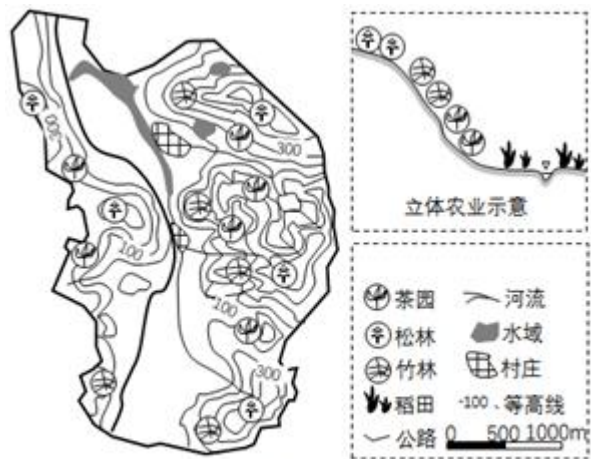 300
300
100
100
300
立体农业示意
茶园 河流
松林 水域
竹林 村庄
稻田 -100、等高线
公路 0 500 1000m